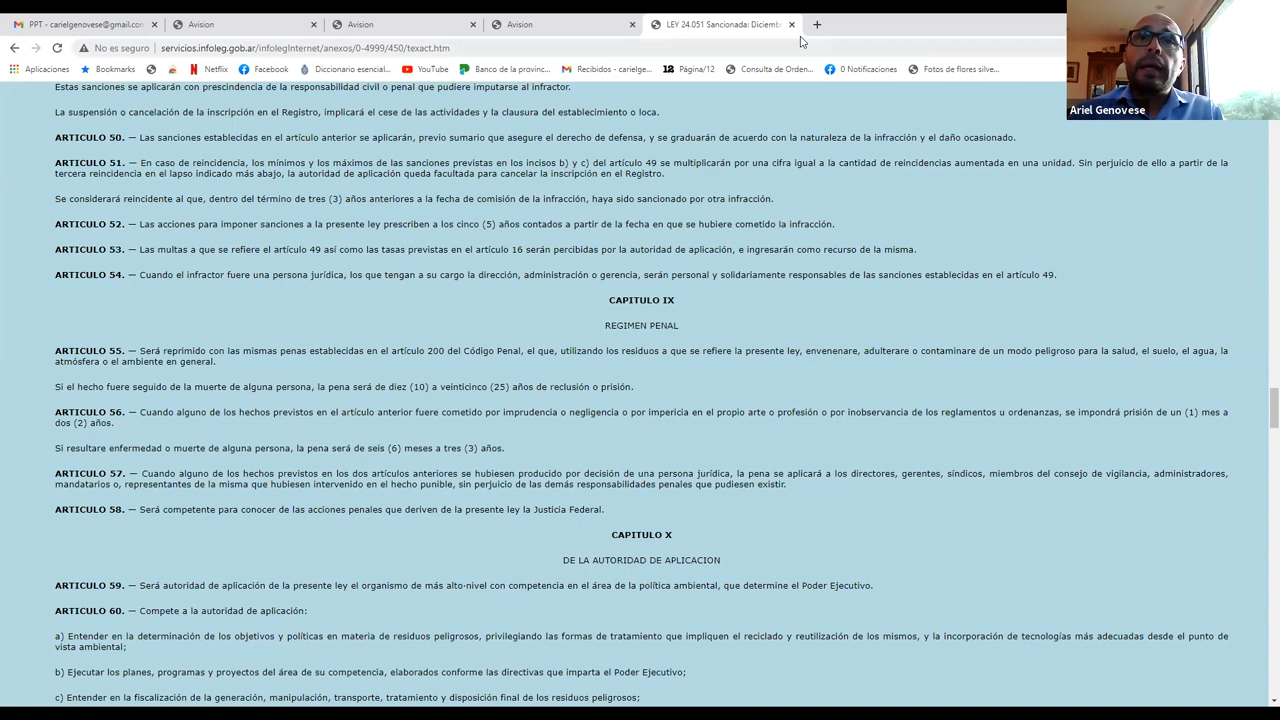 PPT - carielgenovese@gmail.com
Avision
Avision
Avision
LEY 24.051 Sancionada: Diciemb
No es seguro
servicios.infoleg.gob.ar/infolegInternet/anexos/0-4999/450/texact.htm
Aplicaciones
Bookmarks
Netflix
Facebook
Diccionario esencial...
YouTube
Banco de la provinc...
Recibidos - carielge...
12 Página/12
Consulta de Orden...
0 Notificaciones
Fotos de flores silve...
Ariel Genovese
Estas sanciones se aplicarán con prescindencia de la responsabilidad civil o penal que pudiere imputarse al infractor.
La suspensión o cancelación de la inscripción en el Registro, implicará el cese de las actividades y la clausura del establecimiento o loca.
ARTICULO 50. — Las sanciones establecidas en el artículo anterior se aplicarán, previo sumario que asegure el derecho de defensa, y se graduarán de acuerdo con la naturaleza de la infracción y el daño ocasionado.
ARTICULO 51. — En caso de reincidencia, los mínimos y los máximos de las sanciones previstas en los incisos b) y c) del artículo 49 se multiplicarán por una cifra igual a la cantidad de reincidencias aumentada en una unidad. Sin perjuicio de ello a partir de la
tercera reincidencia en el lapso indicado más abajo, la autoridad de aplicación queda facultada para cancelar la inscripción en el Registro.
Se considerará reincidente al que, dentro del término de tres (3) años anteriores a la fecha de comisión de la infracción, haya sido sancionado por otra infracción.
ARTICULO 52. — Las acciones para imponer sanciones a la presente ley prescriben a los cinco (5) años contados a partir de la fecha en que se hubiere cometido la infracción.
ARTICULO 53. — Las multas a que se refiere el artículo 49 así como las tasas previstas en el artículo 16 serán percibidas por la autoridad de aplicación, e ingresarán como recurso de la misma.
ARTICULO 54. — Cuando el infractor fuere una persona jurídica, los que tengan a su cargo la dirección, administración o gerencia, serán personal y solidariamente responsables de las sanciones establecidas en el artículo 49.
CAPITULO IX
REGIMEN PENAL
ARTICULO 55. — Será reprimido con las mismas penas establecidas en el artículo 200 del Código Penal, el que, utilizando los residuos a que se refiere la presente ley, envenenare, adulterare o contaminare de un modo peligroso para la salud, el suelo, el agua, la
atmósfera o el ambiente en general.
Si el hecho fuere seguido de la muerte de alguna persona, la pena será de diez (10) a veinticinco (25) años de reclusión o prisión.
ARTICULO 56. — Cuando alguno de los hechos previstos en el artículo anterior fuere cometido por imprudencia o negligencia o por impericia en el propio arte o profesión o por inobservancia de los reglamentos u ordenanzas, se impondrá prisión de un (1) mes a
dos (2) años.
Si resultare enfermedad o muerte de alguna persona, la pena será de seis (6) meses a tres (3) años.
ARTICULO 57. — Cuando alguno de los hechos previstos en los dos artículos anteriores se hubiesen producido por decisión de una persona jurídica, la pena se aplicará a los directores, gerentes, síndicos, miembros del consejo de vigilancia, administradores,
mandatarios o, representantes de la misma que hubiesen intervenido en el hecho punible, sin perjuicio de las demás responsabilidades penales que pudiesen existir.
ARTICULO 58. — Será competente para conocer de las acciones penales que deriven de la presente ley la Justicia Federal.
CAPITULO X
DE LA AUTORIDAD DE APLICACION
ARTICULO 59. — Será autoridad de aplicación de la presente ley el organismo de más alto-nivel con competencia en el área de la política ambiental, que determine el Poder Ejecutivo.
ARTICULO 60. — Compete a la autoridad de aplicación:
a) Entender en la determinación de los objetivos y políticas en materia de residuos peligrosos, privilegiando las formas de tratamiento que impliquen el reciclado y reutilización de los mismos, y la incorporación de tecnologías más adecuadas desde el punto de
vista ambiental;
b) Ejecutar los planes, programas y proyectos del área de su competencia, elaborados conforme las directivas que imparta el Poder Ejecutivo;
c) Entender en la fiscalización de la generación, manipulación, transporte, tratamiento y disposición final de los residuos peligrosos;